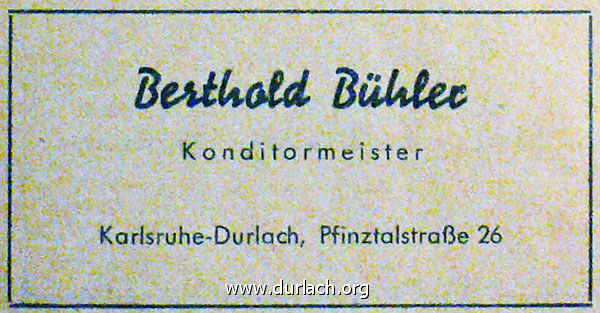 Berthold Bühler
Konditormeister
Karlsruhe-Durlach, Pfinztalstraße 26
www.durlach.org